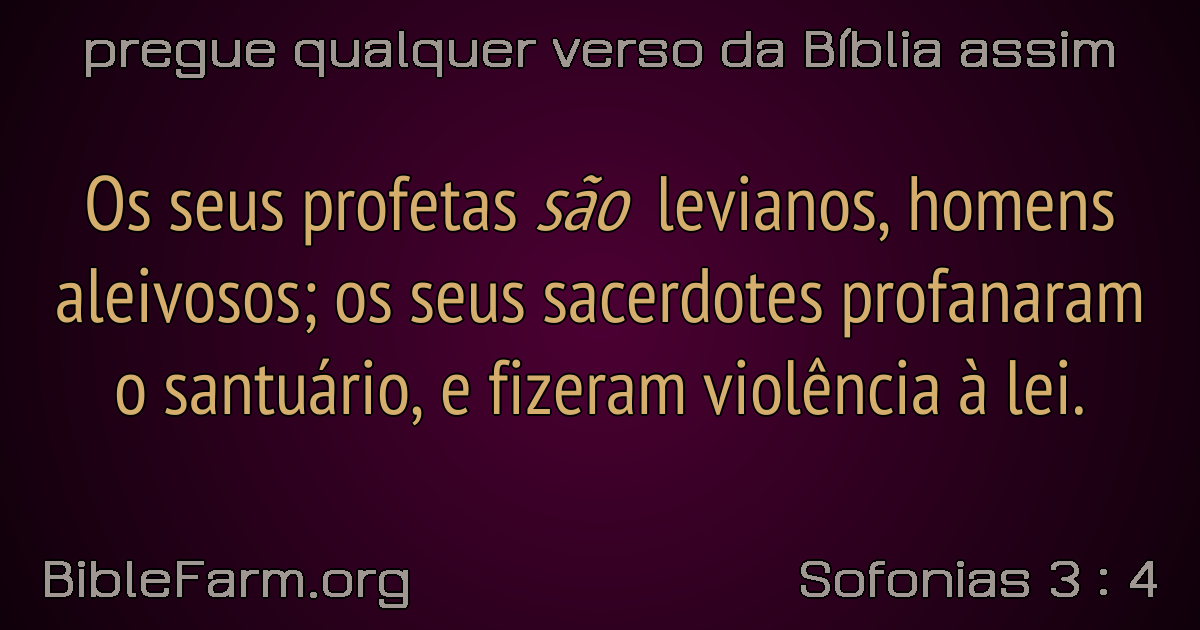 pregue qualquer verso da Bíblia assim
Os seus profetas são levianos, homens
aleivosos; os seus sacerdotes profanaram
o santuário, e fizeram violência à lei.
BibleFarm.org
Sofonias 3 : 4